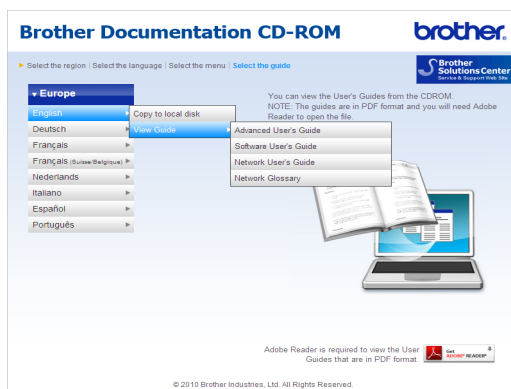 Brother Documentation CD-ROM
brother.
Select the region | Select the language | Select the menu | Select the guide
Brother
Solutions Center
Service & Support Web Site
Europe
English
Deutsch
Français
Français (Suisse/Belgique)
Nederlands
Italiano
Español
Português
Copy to local disk
View Guide
Advanced User's Guide
Software User's Guide
Network User's Guide
Network Glossary
You can view the User's Guides from the CDROM.
NOTE: The guides are in PDF format and you will need Adobe
Reader to open the file.
Adobe Reader is required to view the User
Guides that are in PDF format.
Get
ADOBE® READER®
© 2010 Brother Industries, Ltd. All Rights Reserved.